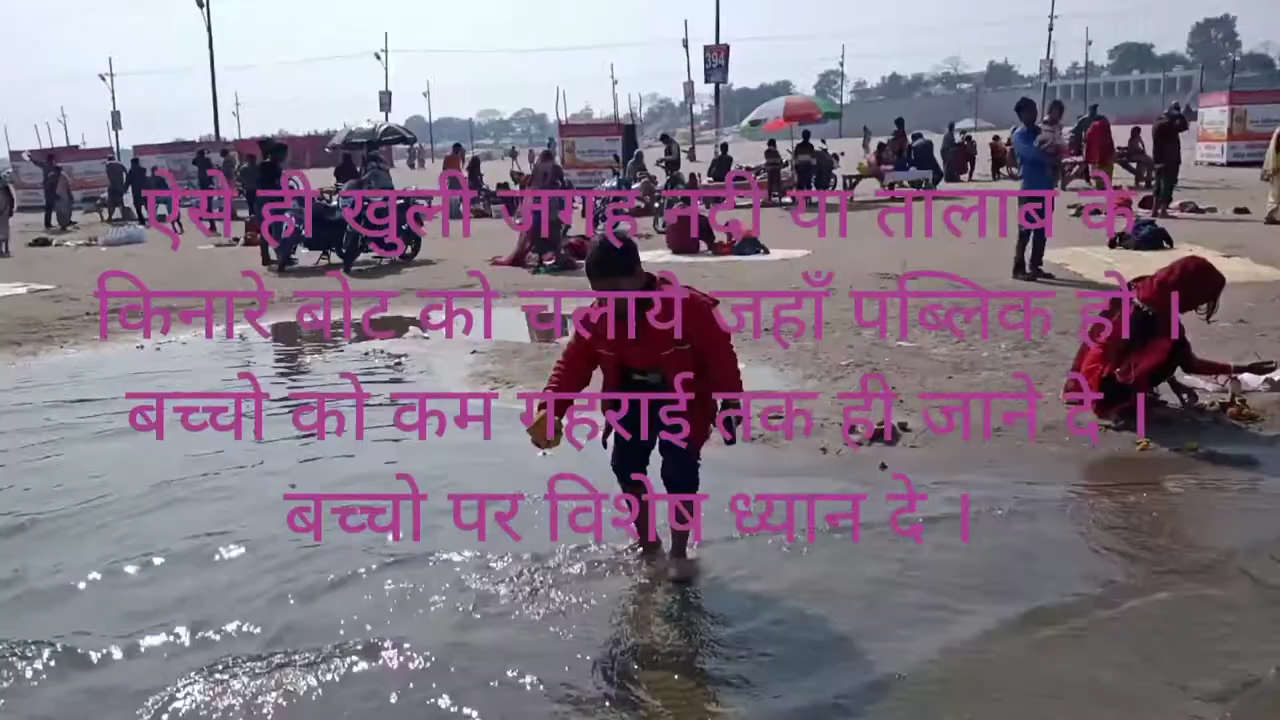 394
ऐसे ही खुली जगह नदी या तालाब के
किनारे बोट को चलाये जहाँ पब्लिक हो ।
बच्चो को कम गहराई तक ही जाने दे ।
बच्चो पर विशेष ध्यान दे ।